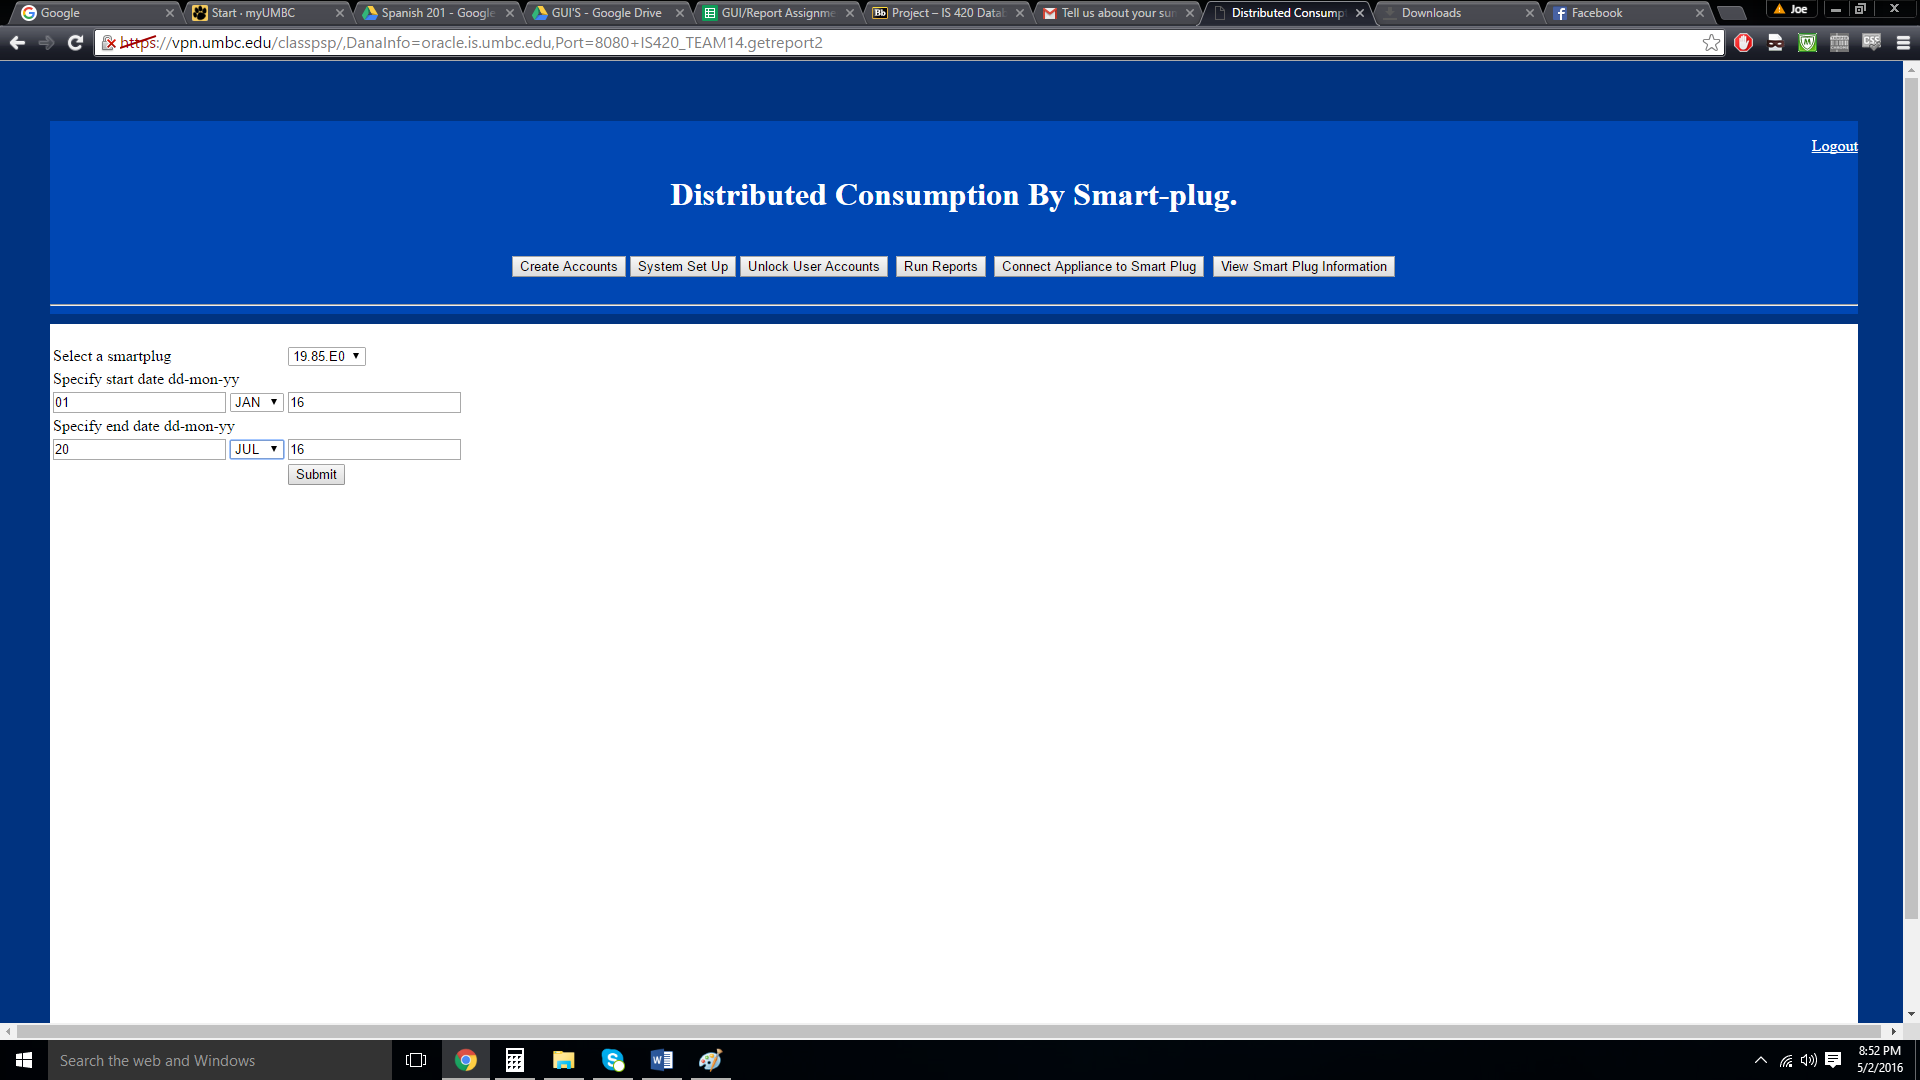 Google
Start · myUMBC
Spanish 201 - Google
GUI'S - Google Drive
GUI/Report Assignme
Bb Project – IS 420 Datab
Tell us about your sur
Distributed Consump
Downloads
Facebook
Joe
https://vpn.umbc.edu/classpsp/,DanaInfo=oracle.is.umbc.edu,Port=8080+IS420_TEAM14.getreport2
CSS
Logout
Distributed Consumption By Smart-plug.
Create Accounts System Set Up Unlock User Accounts Run Reports Connect Appliance to Smart Plug View Smart Plug Information
Select a smartplug 19.85.E0
Specify start date dd-mon-yy
01 JAN 16
Specify end date dd-mon-yy
20 JUL 16
Submit
Search the web and Windows
8:52 PM
5/2/2016